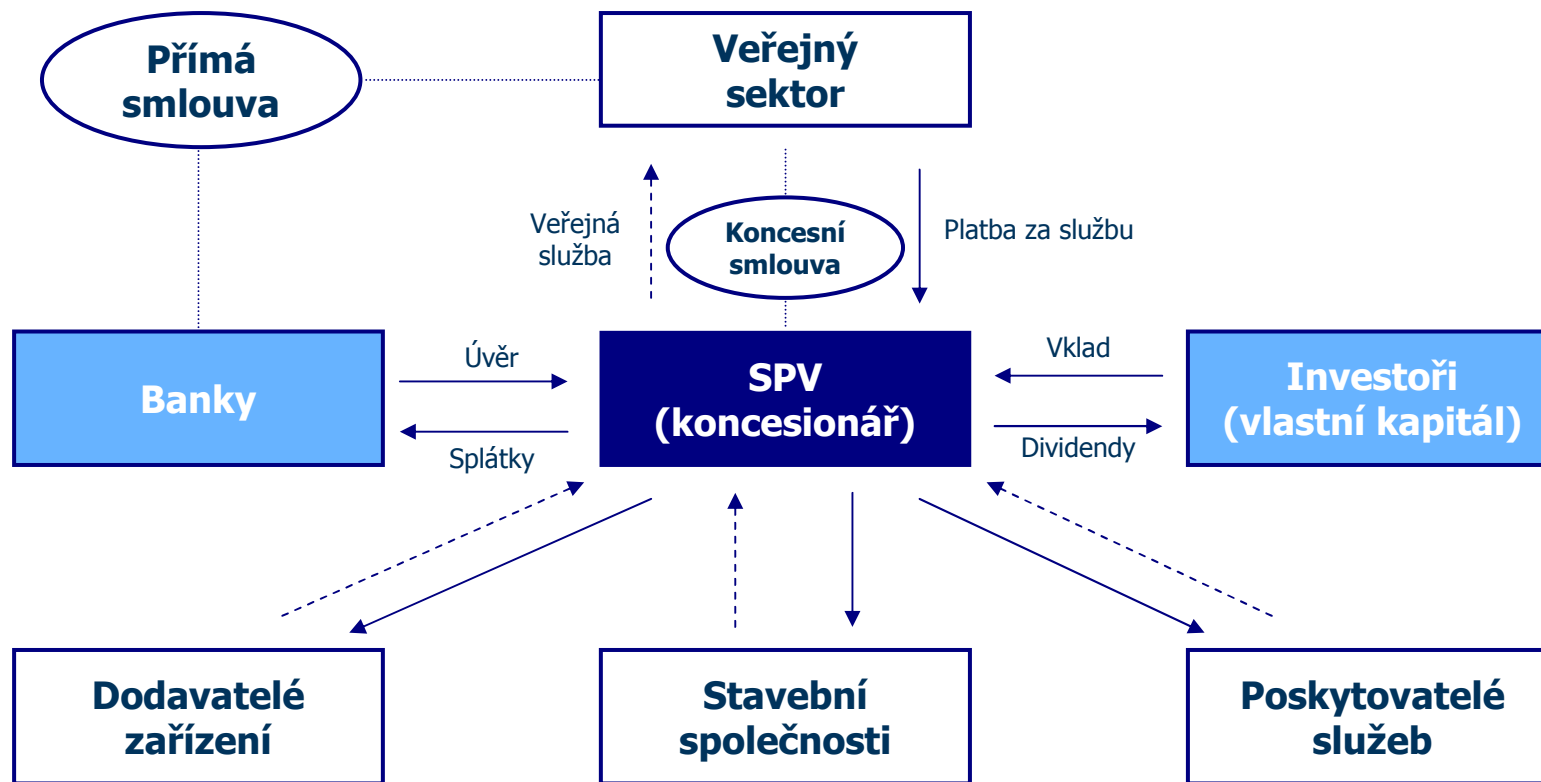 Přímá
smlouva
Veřejný
sektor
Veřejná
služba
Koncesní
smlouva
Platba za službu
Banky
Úvěr
Splátky
SPV
(koncesionář)
Vklad
Dividendy
Investoři
(vlastní kapitál)
Dodavatelé
zařízení
Stavební
společnosti
Poskytovatelé
služeb